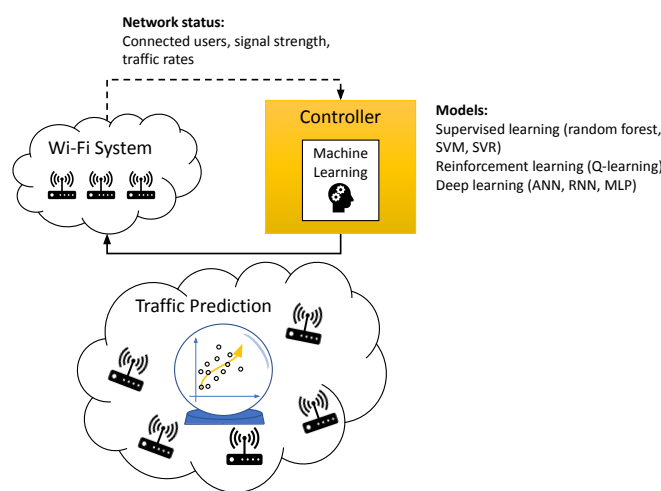 Network status:
Connected users, signal strength,
traffic rates
Controller
Models:
Supervised learning (random forest,
SVM, SVR)
Reinforcement learning (Q-learning)
Deep learning (ANN, RNN, MLP)
Wi-Fi System
Machine
Learning
Traffic Prediction